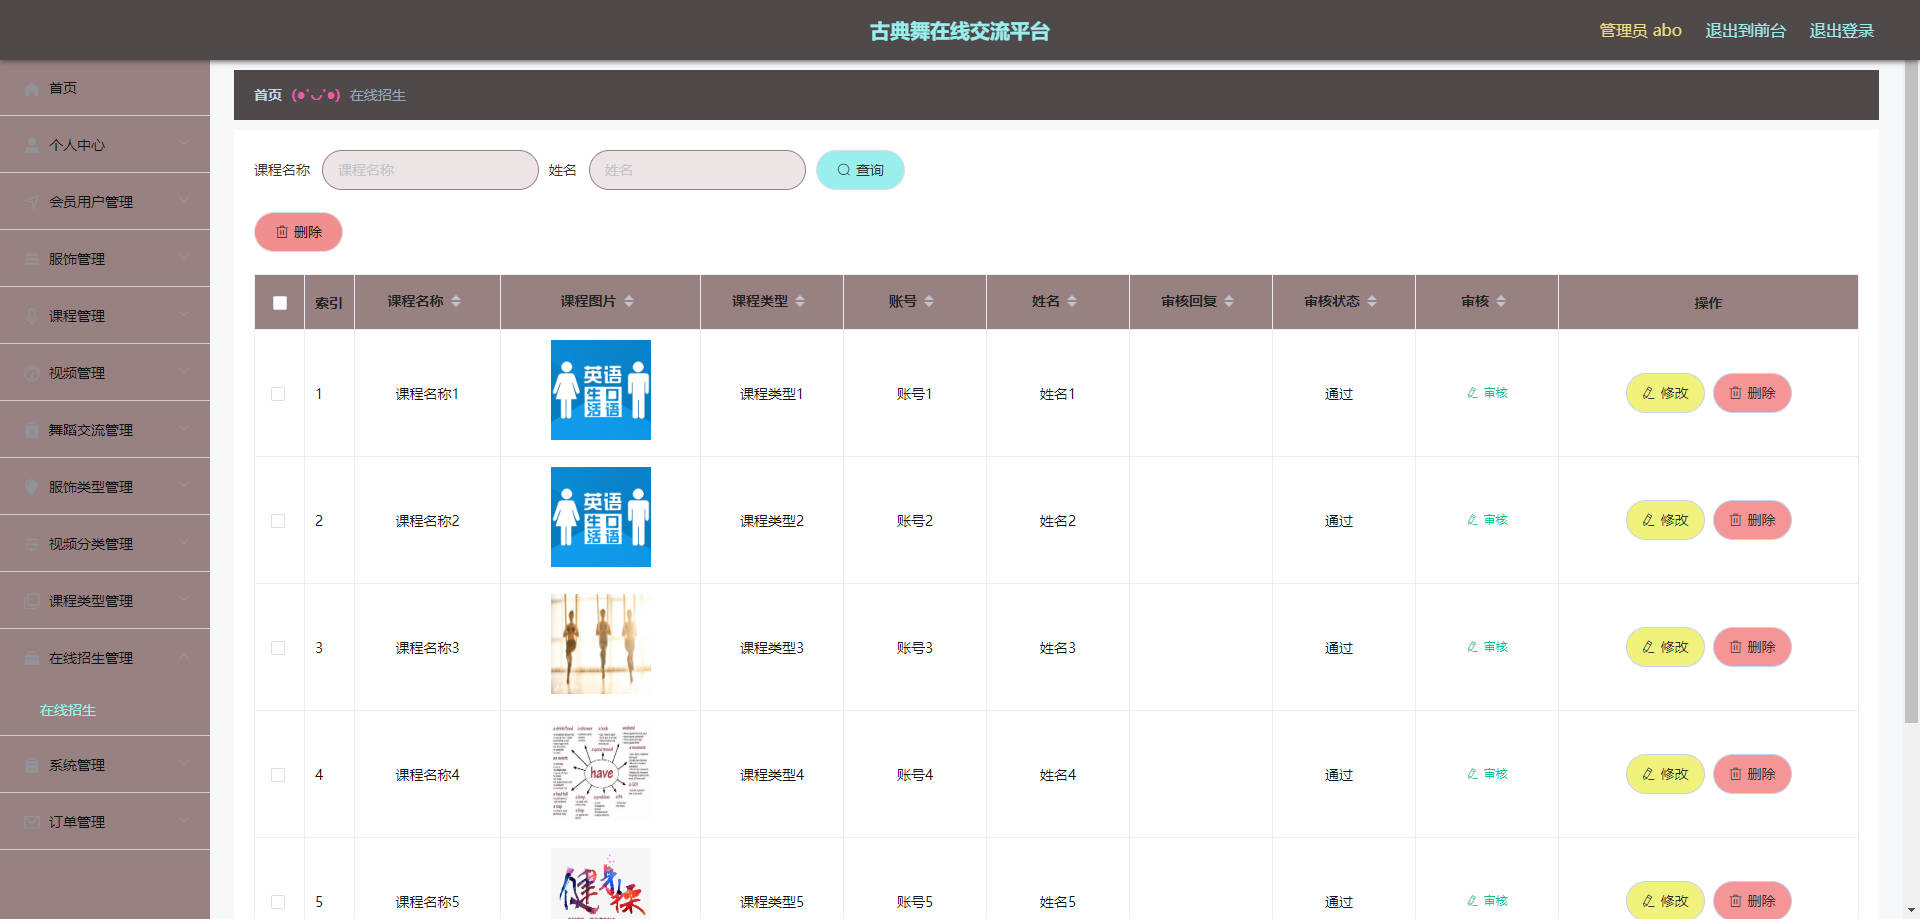 古典舞在线交流平台
管理员 abo 退出到前台 退出登录
首页
个人中心
会员用户管理
服饰管理
课程管理
视频管理
舞蹈交流管理
服饰类型管理
视频分类管理
课程类型管理
在线招生管理
在线招生
系统管理
订单管理
首页 (●'◡'●) 在线招生
课程名称 课程名称 姓名 姓名 查询
删除
索引 课程名称 课程图片 课程类型 账号 姓名 审核回复 审核状态 审核 操作
1 课程名称1 英语生活口语 课程类型1 账号1 姓名1 通过 审核 修改 删除
2 课程名称2 英语生活口语 课程类型2 账号2 姓名2 通过 审核 修改 删除
3 课程名称3 课程类型3 账号3 姓名3 通过 审核 修改 删除
4 课程名称4 have 课程类型4 账号4 姓名4 通过 审核 修改 删除
5 课程名称5 健身操 课程类型5 账号5 姓名5 通过 审核 修改 删除